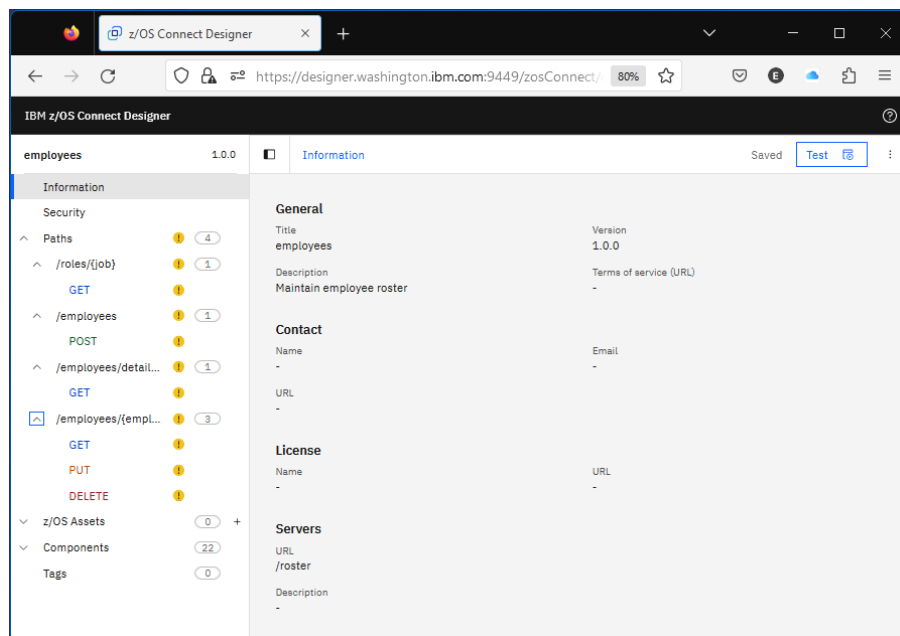 z/OS Connect Designer
https://designer.washington.ibm.com:9449/zosConnect/ 80%
E
IBM z/OS Connect Designer
employees 1.0.0
Information
Saved
Test
Information
Security
Paths 4
/roles/{job} 1
GET
/employees 1
POST
/employees/detail... 1
GET
/employees/{empl... 3
GET
PUT
DELETE
z/OS Assets 0 +
Components 22
Tags 0
General
Title Version
employees 1.0.0
Description Terms of service (URL)
Maintain employee roster -
Contact
Name Email
- -
URL
-
License
Name URL
- -
Servers
URL
/roster
Description
-